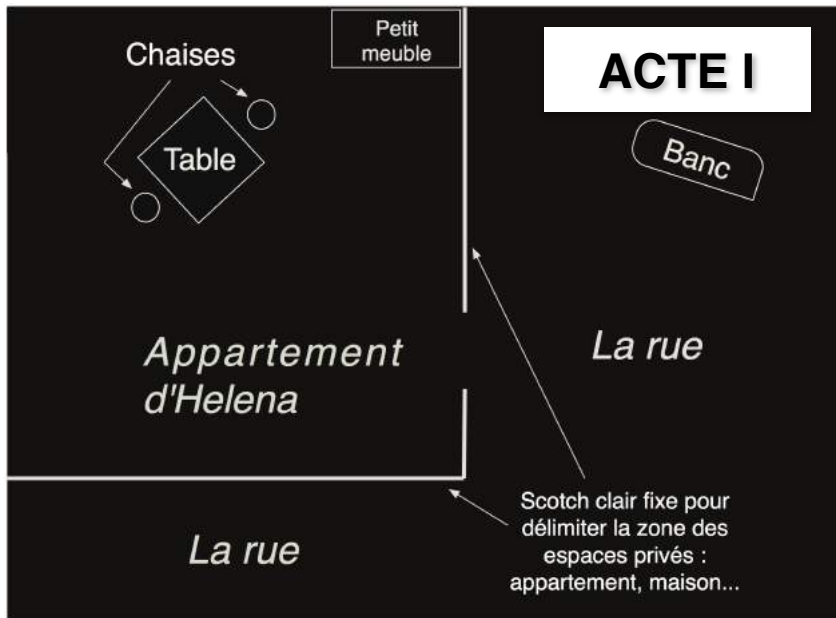 Petit
meuble
Chaises
ACTE I
Table
Banc
Appartement
d'Helena
La rue
La rue
Scotch clair fixe pour
délimiter la zone des
espaces privés :
appartement, maison...